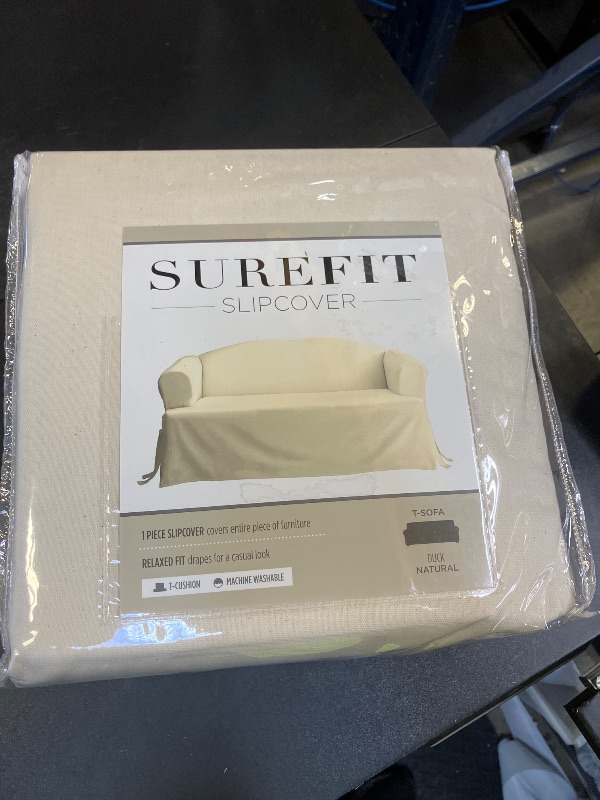 SUREFIT
SLIPCOVER
1 PIECE SLIPCOVER covers entire piece of furniture
RELAXED FIT drapes for a casual look
T-CUSHION MACHINE WASHABLE
T-SOFA
DUCK
NATURAL